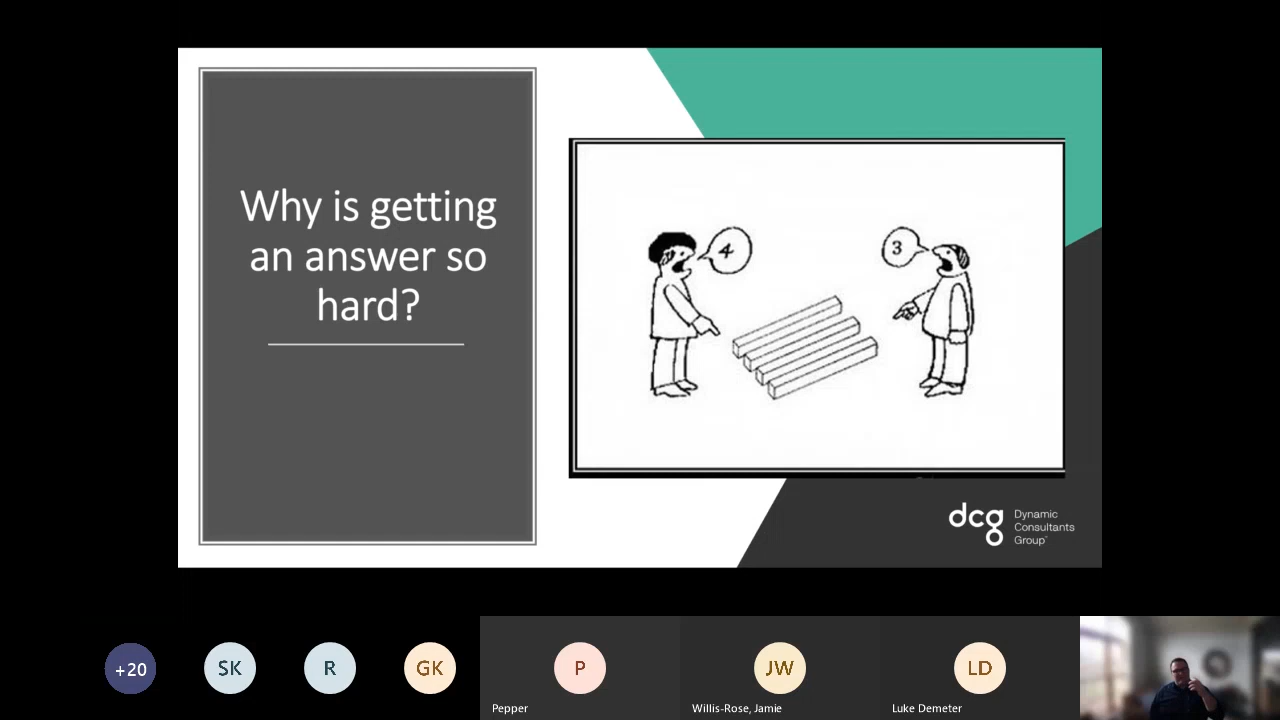 Why is getting
an answer so
hard?
4
3
dcg
Dynamic
Consultants
Group
+20
SK
R
GK
P
JW
LD
Pepper
Willis-Rose, Jamie
Luke Demeter